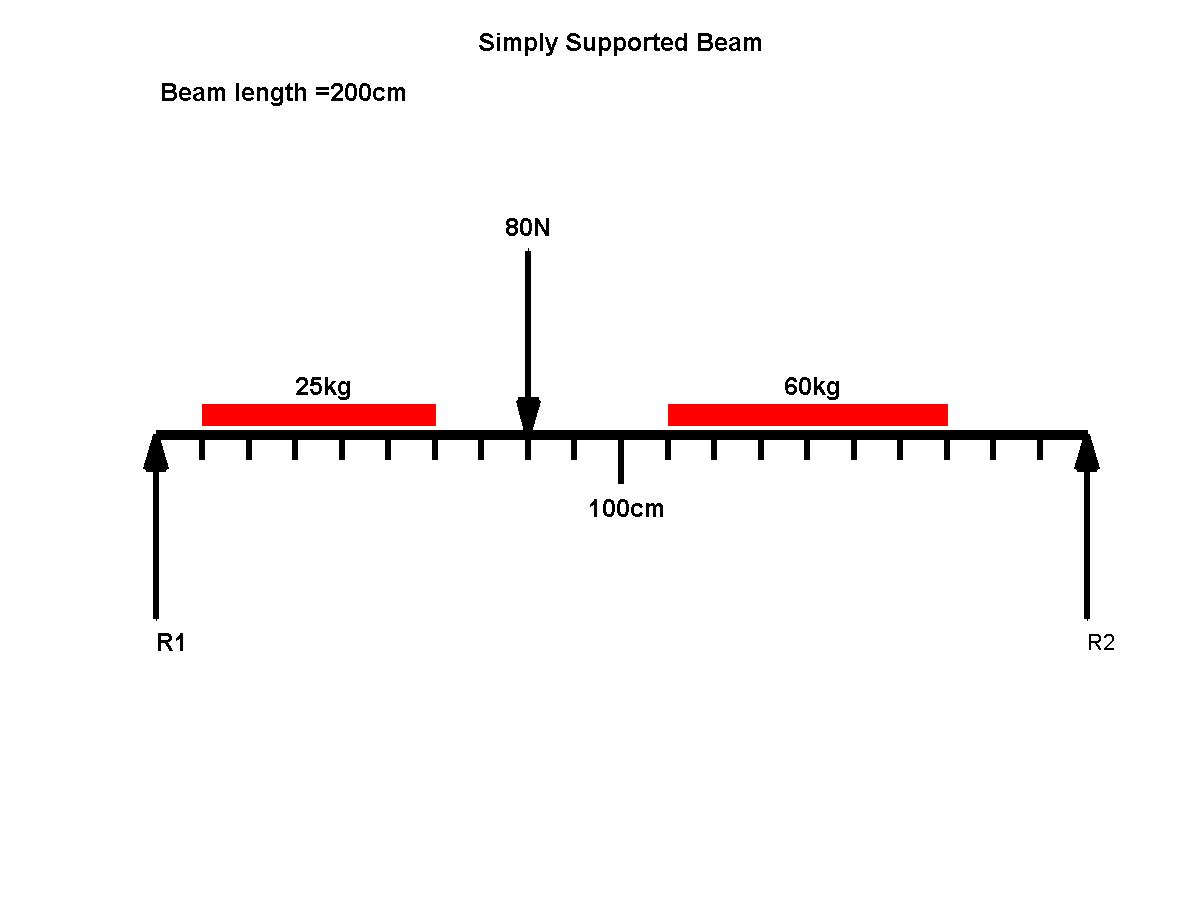 Simply Supported Beam
Beam length =200cm
80N
25kg
60kg
100cm
R1
R2